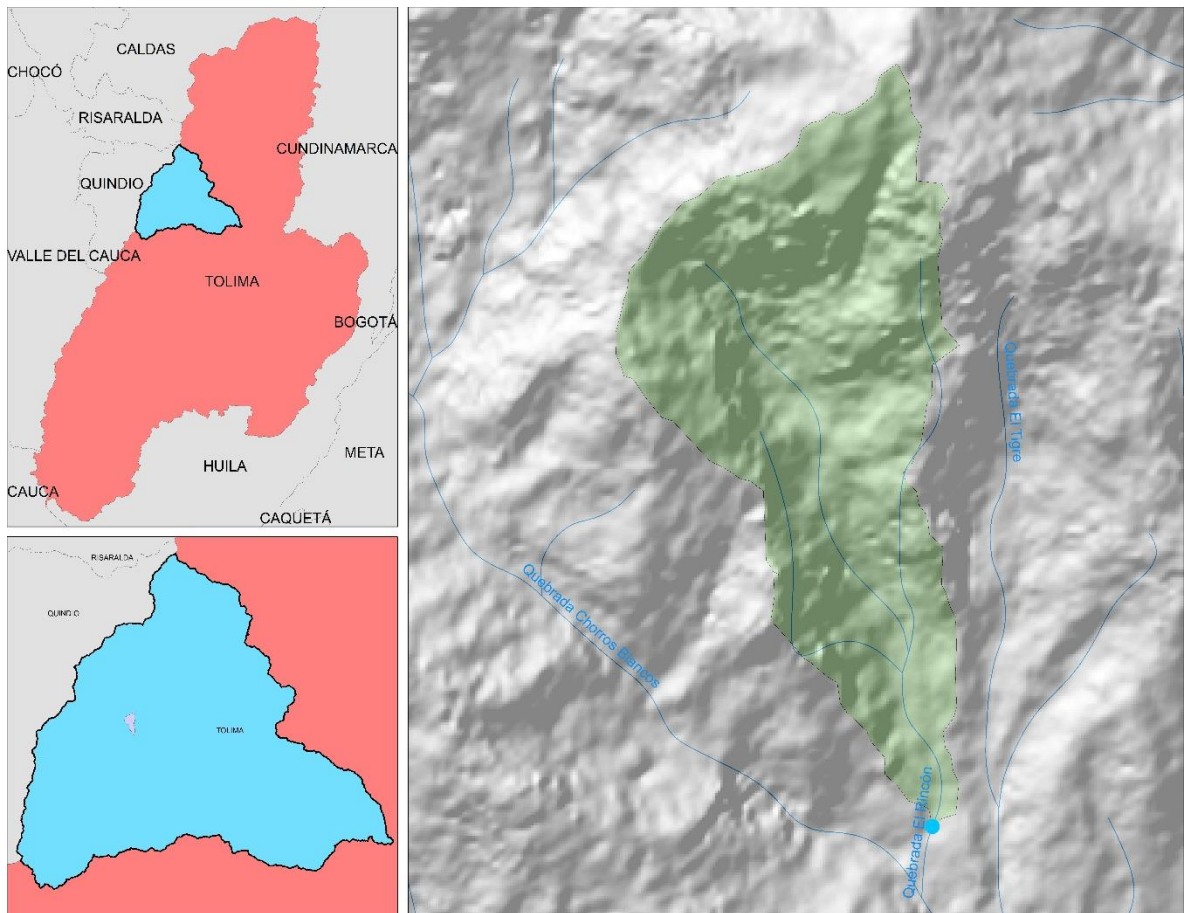 CALDAS
CHOCÓ
RISARALDA
CUNDINAMARCA
QUINDIO
VALLE DEL CAUCA
TOLIMA
BOGOTÁ
META
HUILA
CAUCA
CAQUETÁ
RISARALDA
QUINDIO
TOLIMA
Quebrada El Tigre
Quebrada Chorros Blancos
Quebrada El Rincón